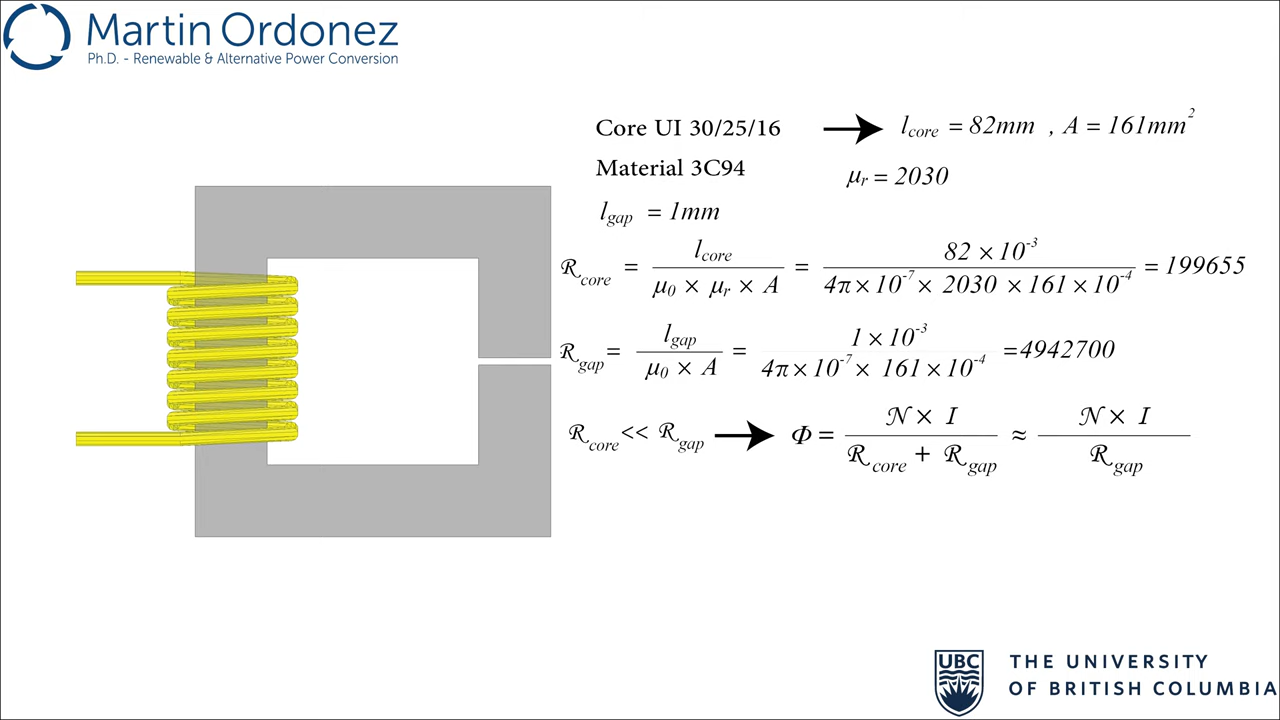 Martin Ordonez
Ph.D. - Renewable & Alternative Power Conversion
Core UI 30/25/16 → l_core = 82mm , A = 161mm²
Material 3C94 μ_r = 2030
l_gap = 1mm
ℛ_core = l_core / (μ₀ × μ_r × A) = 82 × 10⁻³ / (4π × 10⁻⁷ × 2030 × 161 × 10⁻⁴) = 199655
ℛ_gap = l_gap / (μ₀ × A) = 1 × 10⁻³ / (4π × 10⁻⁷ × 161 × 10⁻⁴) = 4942700
ℛ_core << ℛ_gap → Φ = 𝒩 × I / (ℛ_core + ℛ_gap) ≈ 𝒩 × I / ℛ_gap
UBC
THE UNIVERSITY
OF BRITISH COLUMBIA